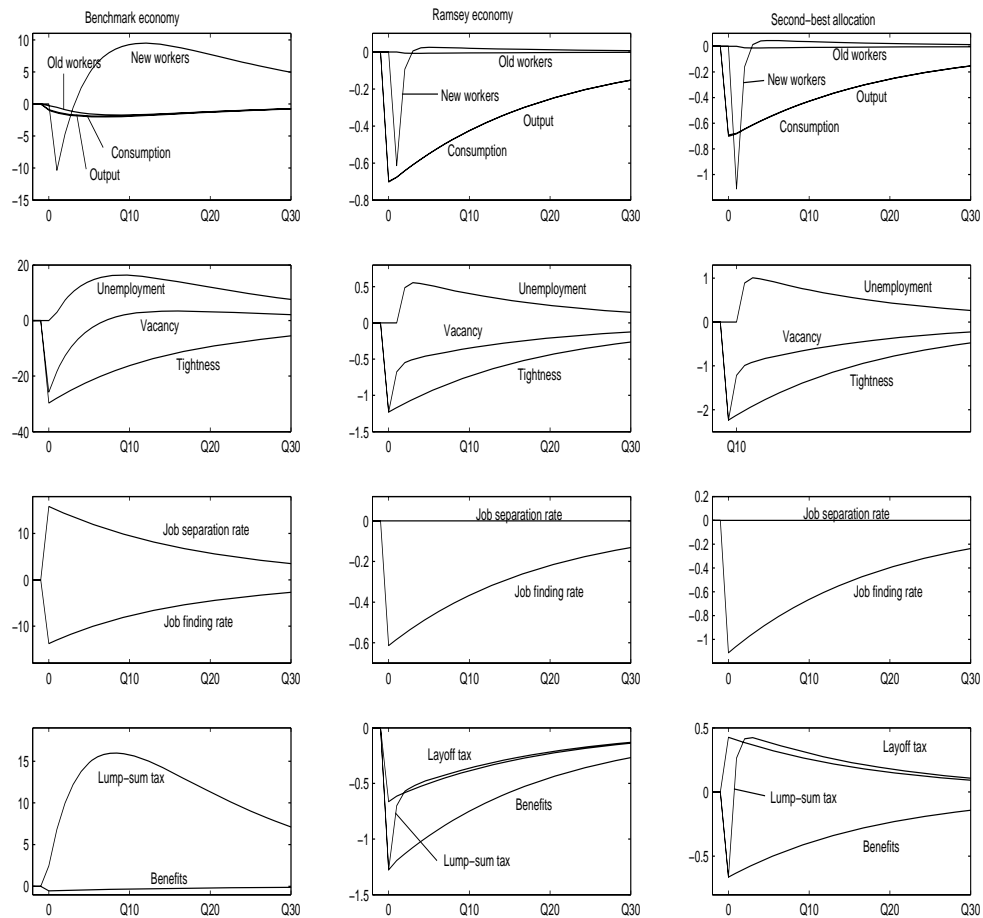 Benchmark economy
10
5
0
−5
−10
−15
Old workers
New workers
Consumption
Output
0
Q10
Q20
Q30
Ramsey economy
0
−0.2
−0.4
−0.6
−0.8
Old workers
New workers
Output
Consumption
0
Q10
Q20
Q30
Second−best allocation
0
−0.2
−0.4
−0.6
−0.8
−1
Old workers
New workers
Output
Consumption
0
Q10
Q20
Q30
20
0
−20
−40
Unemployment
Vacancy
Tightness
0
Q10
Q20
Q30
0.5
0
−0.5
−1
−1.5
Unemployment
Vacancy
Tightness
0
Q10
Q20
Q30
1
0
−1
−2
Unemployment
Vacancy
Tightness
Q10
10
0
−10
Job separation rate
Job finding rate
0
Q10
Q20
Q30
0
−0.2
−0.4
−0.6
Job separation rate
Job finding rate
0
Q10
Q20
Q30
0.2
0
−0.2
−0.4
−0.6
−0.8
−1
Job separation rate
Job finding rate
0
Q10
Q20
Q30
15
10
5
0
Lump−sum tax
Benefits
0
Q10
Q20
Q30
0
−0.5
−1
−1.5
Layoff tax
Benefits
Lump−sum tax
0
Q10
Q20
Q30
0.5
0
−0.5
Layoff tax
Lump−sum tax
Benefits
0
Q10
Q20
Q30